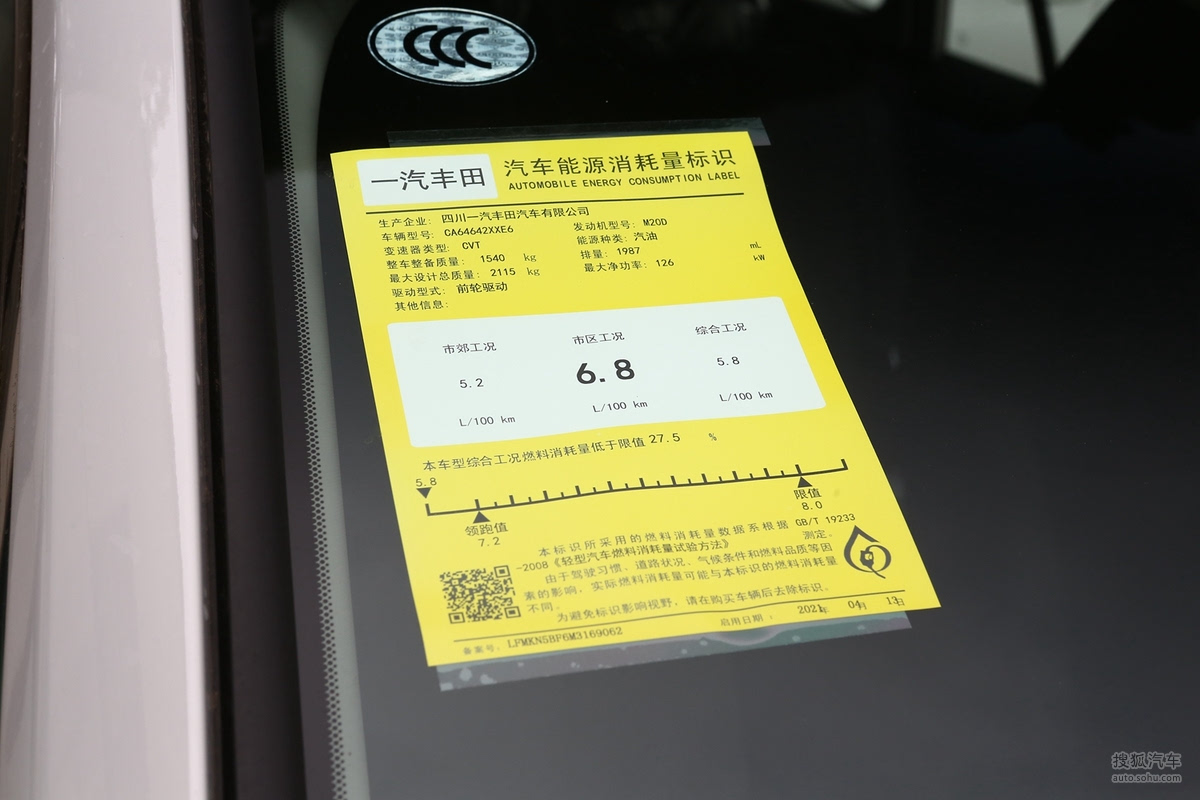 CCC
一汽丰田
汽车能源消耗量标识
AUTOMOBILE ENERGY CONSUMPTION LABEL
生产企业: 四川一汽丰田汽车有限公司
车辆型号: CA64642XXE6 发动机型号: M20D
变速器类型: CVT 能源种类: 汽油
整车整备质量: 1540 kg 排量: 1987 mL
最大设计总质量: 2115 kg 最大净功率: 126 kW
驱动型式: 前轮驱动
其他信息:
市郊工况 市区工况 综合工况
5.2 6.8 5.8
L/100 km L/100 km L/100 km
本车型综合工况燃料消耗量低于限值 27.5 %
5.8
领跑值 限值
7.2 8.0
本标识所采用的燃料消耗量数据系根据 GB/T 19233
-2008《轻型汽车燃料消耗量试验方法》 测定。
由于驾驶习惯、道路状况、气候条件和燃料品质等因
素的影响，实际燃料消耗量可能与本标识的燃料消耗量
不同。
为避免标识影响视野，请在购买车辆后去除标识。
备案号: LFMKN5BF6M3169062 启用日期: 2021年 04月 13日
搜狐汽车
auto.sohu.com